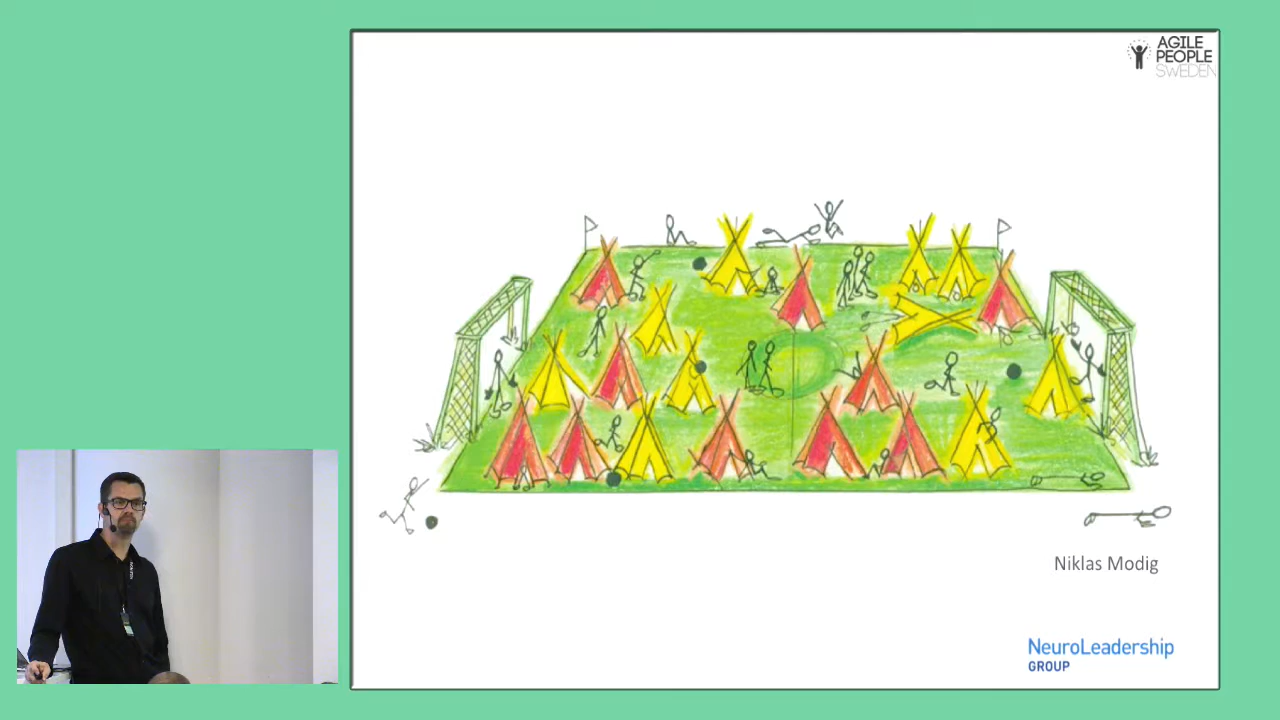 AGILE
PEOPLE
SWEDEN
Niklas Modig
NeuroLeadership
GROUP